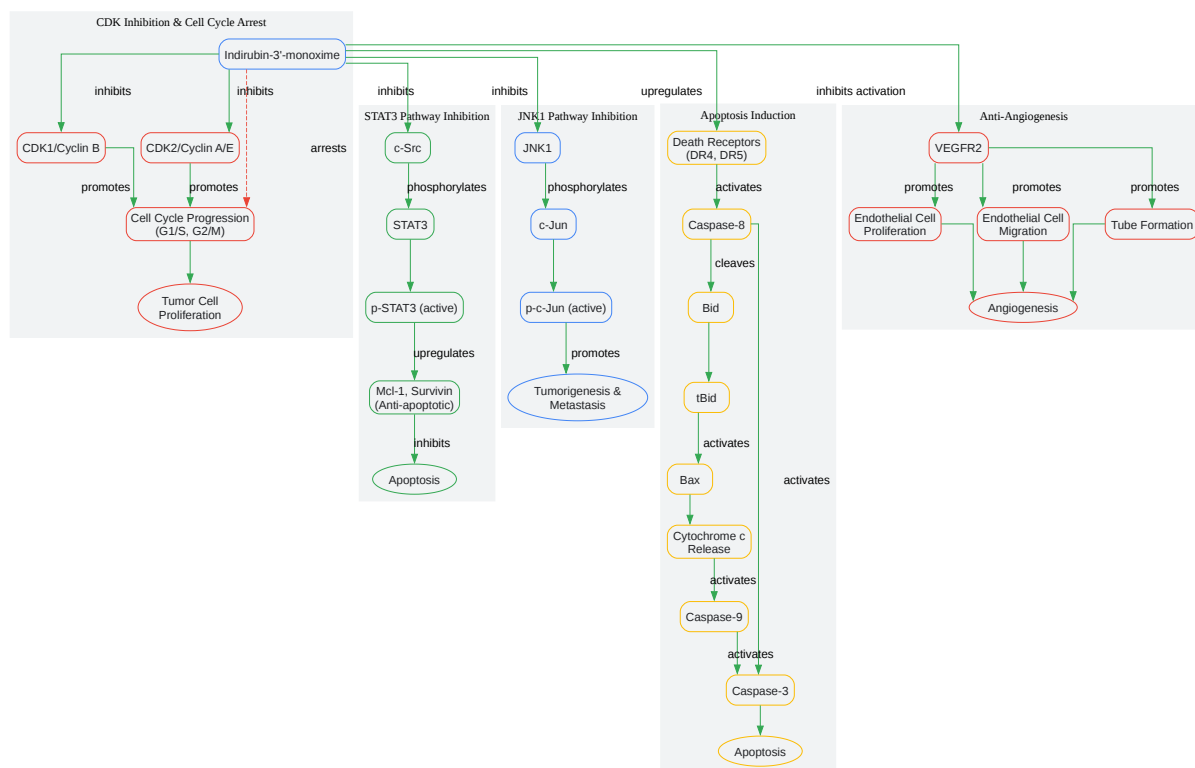 CDK Inhibition & Cell Cycle Arrest
Indirubin-3'-monoxime
inhibits
inhibits
inhibits
inhibits
upregulates
inhibits activation
STAT3 Pathway Inhibition
JNK1 Pathway Inhibition
Apoptosis Induction
Anti-Angiogenesis
CDK1/Cyclin B
CDK2/Cyclin A/E
arrests
c-Src
JNK1
Death Receptors
(DR4, DR5)
VEGFR2
promotes
promotes
phosphorylates
phosphorylates
activates
promotes
promotes
promotes
Cell Cycle Progression
(G1/S, G2/M)
STAT3
c-Jun
Caspase-8
Endothelial Cell
Proliferation
Endothelial Cell
Migration
Tube Formation
cleaves
Tumor Cell
Proliferation
p-STAT3 (active)
p-c-Jun (active)
Bid
Angiogenesis
upregulates
promotes
Mcl-1, Survivin
(Anti-apoptotic)
Tumorigenesis &
Metastasis
tBid
inhibits
activates
Apoptosis
Bax
activates
Cytochrome c
Release
activates
Caspase-9
activates
Caspase-3
Apoptosis